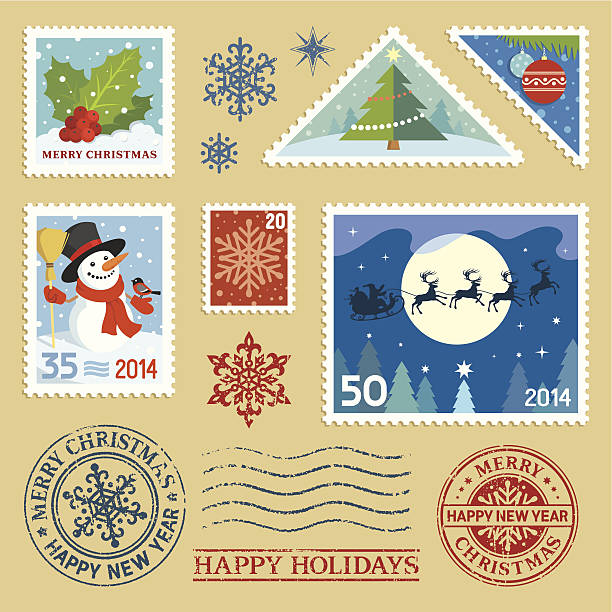 MERRY CHRISTMAS
20
35
2014
50
2014
MERRY CHRISTMAS
HAPPY NEW YEAR
HAPPY HOLIDAYS
MERRY
HAPPY NEW YEAR
CHRISTMAS